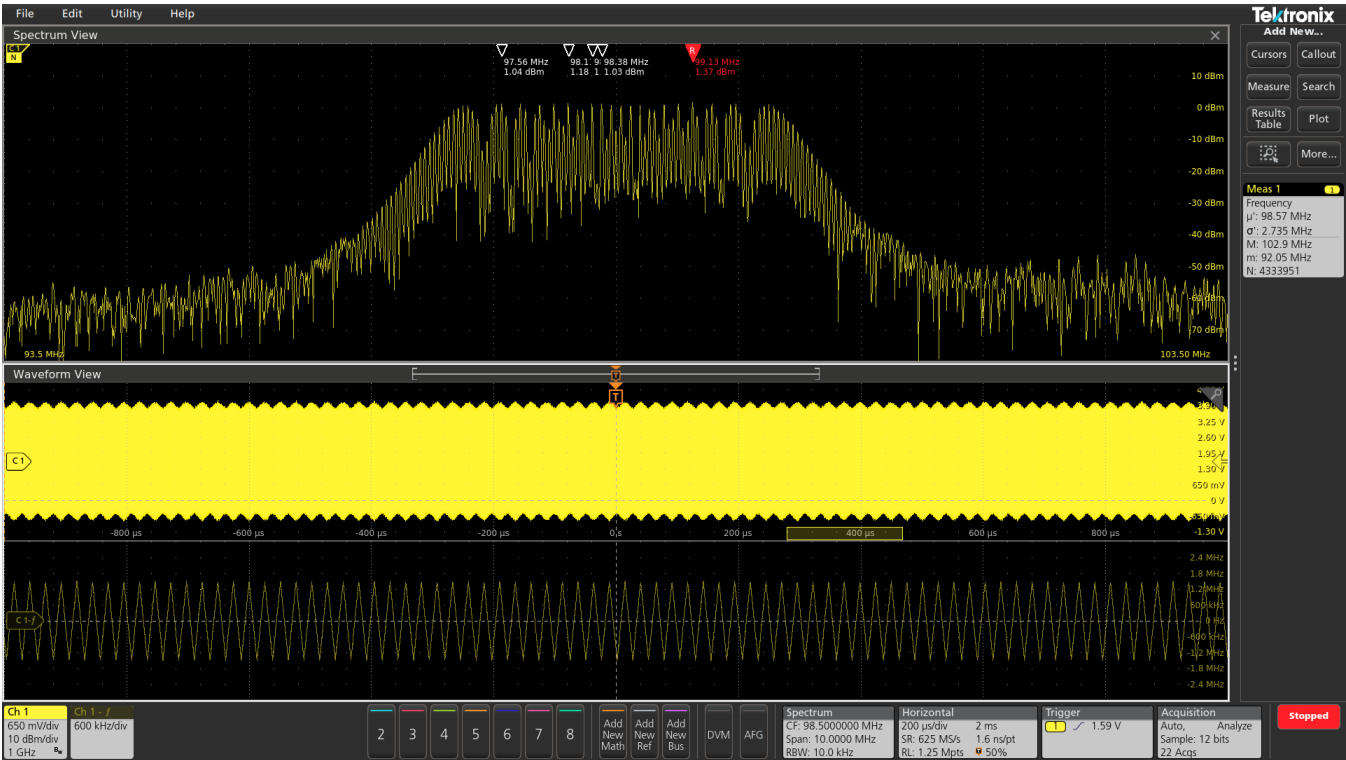 File Edit Utility Help
Tektronix
Add New...
Spectrum View
C1
N
R
97.56 MHz
1.04 dBm
1.18
98.38 MHz
1.03 dBm
99.13 MHz
1.37 dBm
10 dBm
0 dBm
-10 dBm
-20 dBm
-30 dBm
-40 dBm
-50 dBm
-60 dBm
-70 dBm
93.5 MHz
103.50 MHz
Cursors Callout
Measure Search
Results
Table
Plot
More...
Meas 1 1
Frequency
µ': 98.57 MHz
σ': 2.735 MHz
M: 102.9 MHz
m: 92.05 MHz
N: 4333951
Waveform View
T
T
C 1
3.25 V
2.60 V
1.95 V
1.30 V
650 mV
0 V
-1.30 V
-800 µs -600 µs -400 µs -200 µs 0 s 200 µs 400 µs 600 µs 800 µs
C 1-f
2.4 MHz
1.8 MHz
1.2 MHz
600 kHz
0 Hz
-600 kHz
-1.2 MHz
-1.8 MHz
-2.4 MHz
Ch 1
650 mV/div
10 dBm/div
1 GHz
Ch 1 - f
600 kHz/div
2 3 4 5 6 7 8
Add
New
Math
Add
New
Ref
Add
New
Bus
DVM
AFG
Spectrum
CF: 98.5000000 MHz
Span: 10.0000 MHz
RBW: 10.0 kHz
Horizontal
200 µs/div 2 ms
SR: 625 MS/s 1.6 ns/pt
RL: 1.25 Mpts 50%
Trigger
1 1.59 V
Acquisition
Auto, Analyze
Sample: 12 bits
22 Acqs
Stopped